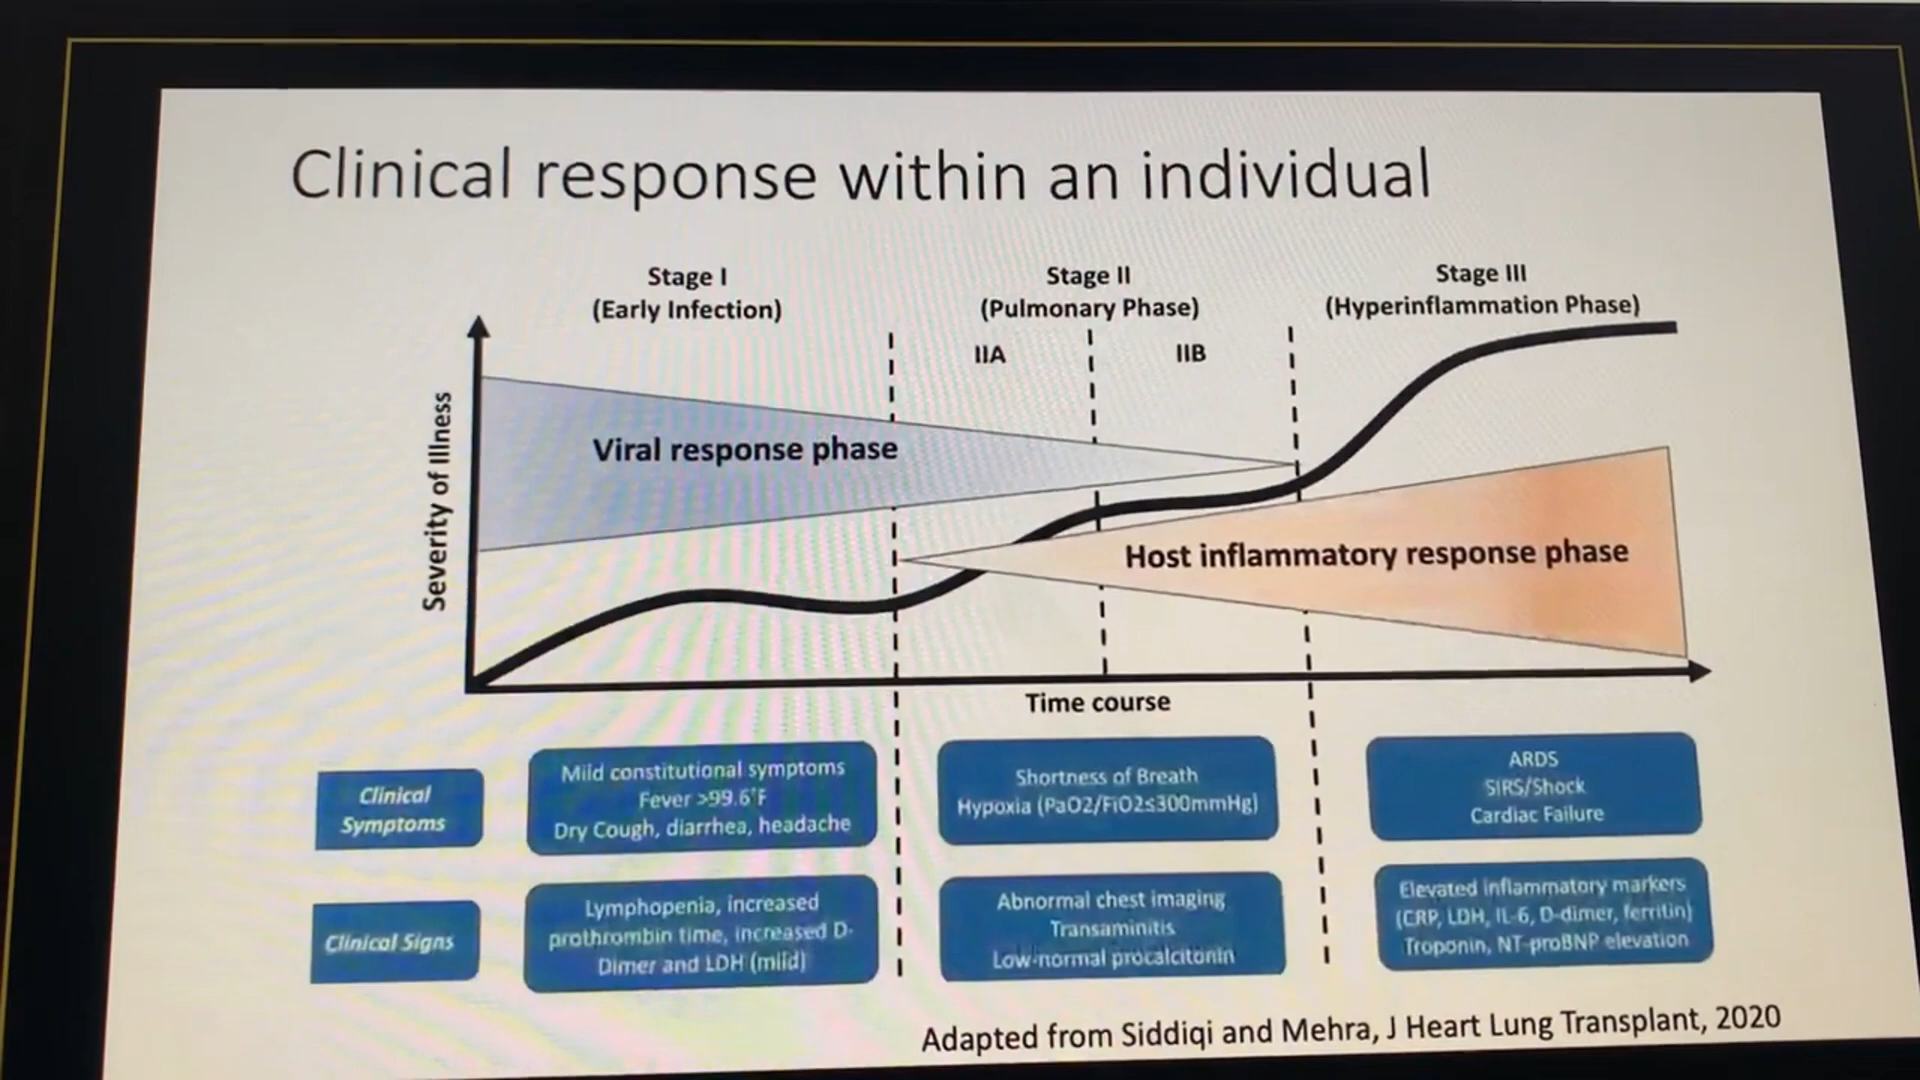 Clinical response within an individual
Stage I
(Early Infection)
Stage II
(Pulmonary Phase)
Stage III
(Hyperinflammation Phase)
IIA
IIB
Severity of Illness
Viral response phase
Host inflammatory response phase
Time course
Clinical
Symptoms
Mild constitutional symptoms
Fever >99.6°F
Dry Cough, diarrhea, headache
Shortness of Breath
Hypoxia (PaO2/FiO2≤300mmHg)
ARDS
SIRS/Shock
Cardiac Failure
Clinical Signs
Lymphopenia, increased
prothrombin time, increased D-
Dimer and LDH (mild)
Abnormal chest imaging
Transaminitis
Low-normal procalcitonin
Elevated inflammatory markers
(CRP, LDH, IL-6, D-dimer, ferritin)
Troponin, NT-proBNP elevation
Adapted from Siddiqi and Mehra, J Heart Lung Transplant, 2020